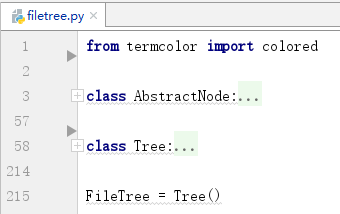 filetree.py
1 from termcolor import colored
2
3 class AbstractNode:...
57
58 class Tree:...
214
215 FileTree = Tree()